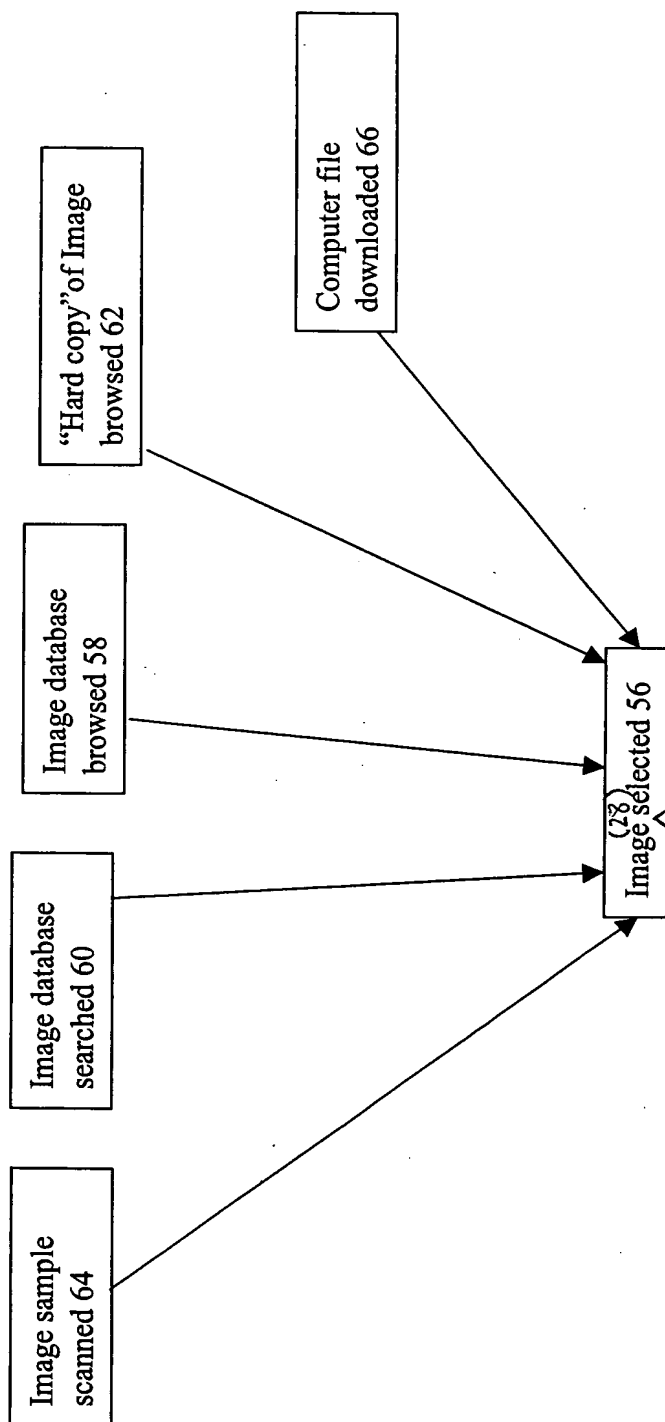 Image sample
scanned 64
Image database
searched 60
Image database
browsed 58
“Hard copy”of Image
browsed 62
Computer file
downloaded 66
(28)
Image selected 56